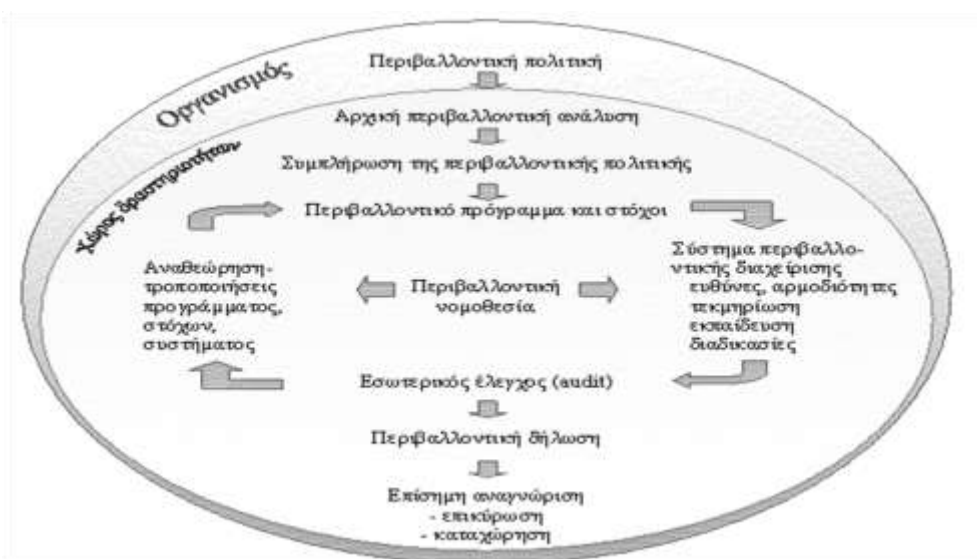 Οργανισμός
Περιβαλλοντική πολιτική
Χώρος δραστηριοτήτων
Αρχική περιβαλλοντική ανάλυση
Συμπλήρωση της περιβαλλοντικής πολιτικής
Περιβαλλοντικό πρόγραμμα και στόχοι
Σύστημα περιβαλλο-
ντικής διαχείρισης
ευθύνες, αρμοδιότητες
τεκμηρίωση
εκπαίδευση
διαδικασίες
Περιβαλλοντική
νομοθεσία
Αναθεώρηση-
τροποποιήσεις
προγράμματος,
στόχων,
συστήματος
Εσωτερικός έλεγχος (audit)
Περιβαλλοντική δήλωση
Επίσημη αναγνώριση
- επικύρωση
- καταχώρηση